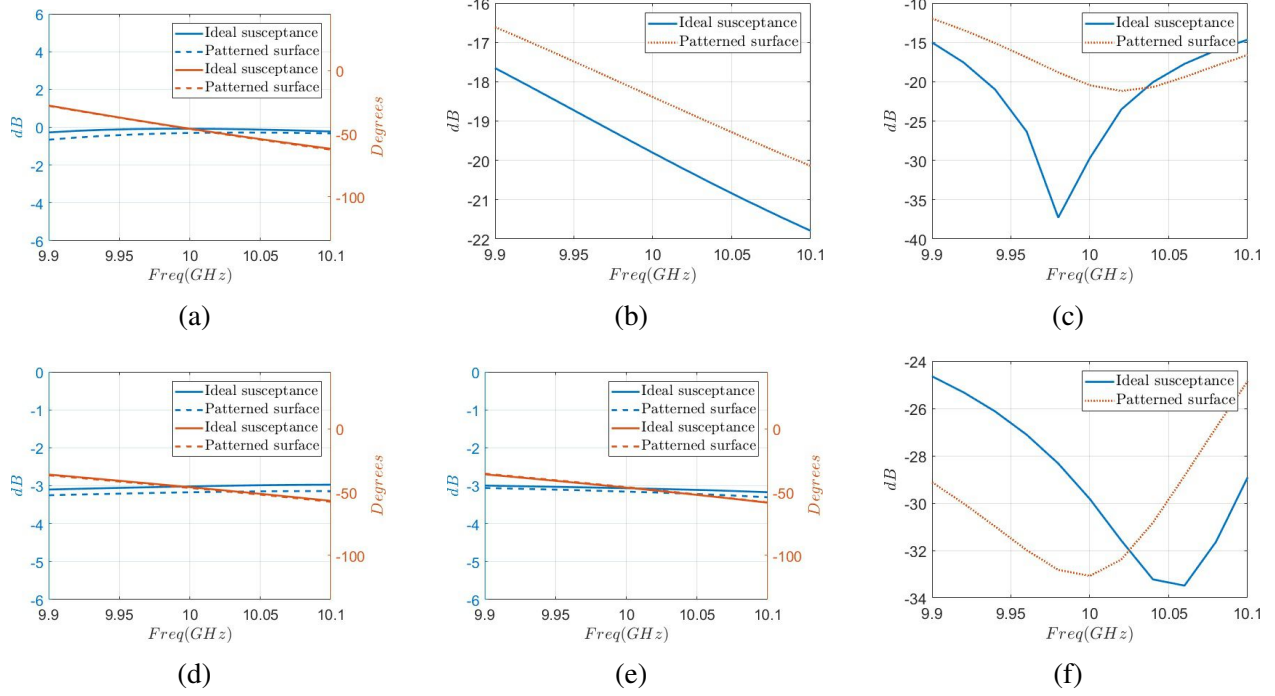 6
4
2
0
-2
-4
-6
dB
Ideal susceptance
Patterned surface
Ideal susceptance
Patterned surface
0
-50
-100
Degrees
9.9
9.95
10
10.05
10.1
Freq(GHz)
(a)
-16
-17
-18
-19
-20
-21
-22
dB
Ideal susceptance
Patterned surface
9.9
9.95
10
10.05
10.1
Freq(GHz)
(b)
-10
-15
-20
-25
-30
-35
-40
dB
Ideal susceptance
Patterned surface
9.9
9.95
10
10.05
10.1
Freq(GHz)
(c)
0
-1
-2
-3
-4
-5
-6
dB
Ideal susceptance
Patterned surface
Ideal susceptance
Patterned surface
0
-50
-100
Degrees
9.9
9.95
10
10.05
10.1
Freq(GHz)
(d)
0
-1
-2
-3
-4
-5
-6
dB
Ideal susceptance
Patterned surface
Ideal susceptance
Patterned surface
0
-50
-100
Degrees
9.9
9.95
10
10.05
10.1
Freq(GHz)
(e)
-24
-26
-28
-30
-32
-34
dB
Ideal susceptance
Patterned surface
9.9
9.95
10
10.05
10.1
Freq(GHz)
(f)